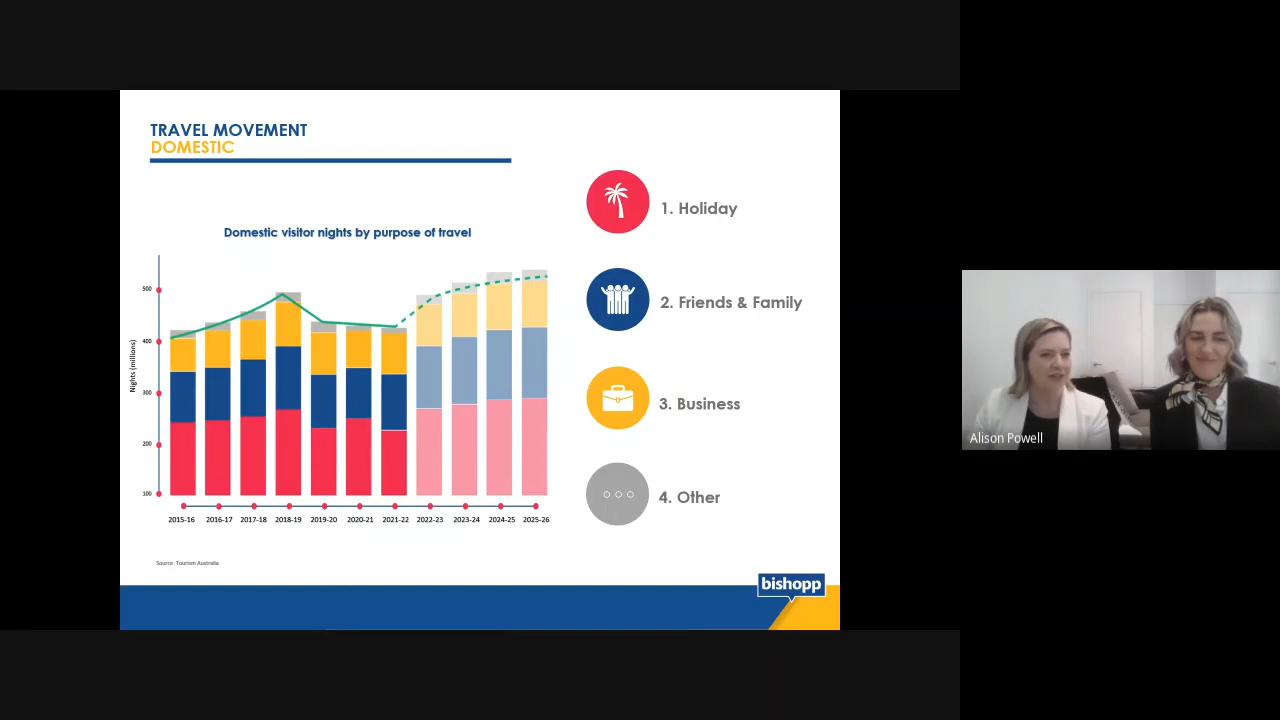 TRAVEL MOVEMENT
DOMESTIC
Domestic visitor nights by purpose of travel
Nights (millions)
500
400
300
200
100
2015-16 2016-17 2017-18 2018-19 2019-20 2020-21 2021-22 2022-23 2023-24 2024-25 2025-26
Source: Tourism Australia
1. Holiday
2. Friends & Family
3. Business
4. Other
bishopp
Alison Powell